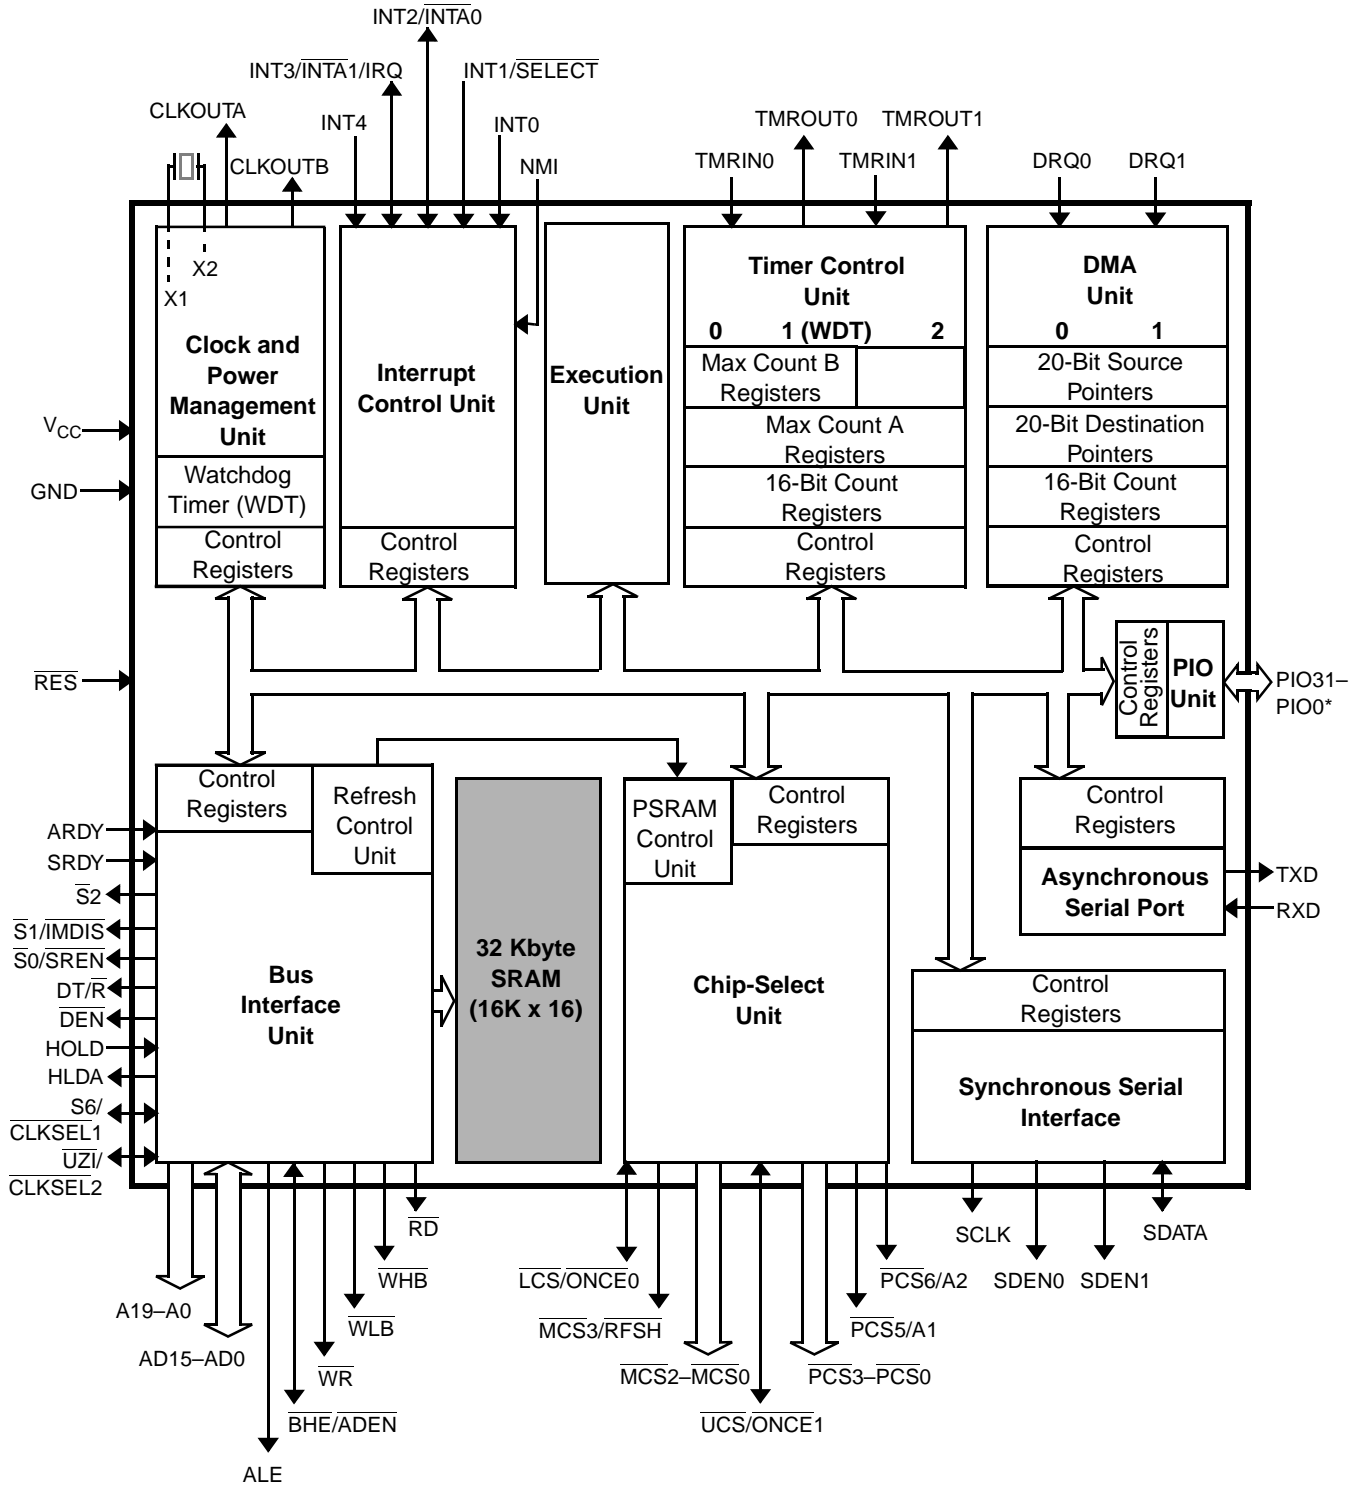 INT2/INTA0
INT3/INTA1/IRQ
INT1/SELECT
CLKOUTA
INT4
INT0
TMROUT0
TMROUT1
CLKOUTB
NMI
TMRIN0
TMRIN1
DRQ0
DRQ1
X2
X1
Clock and
Power
Management
Unit
Watchdog
Timer (WDT)
Control
Registers
Interrupt
Control Unit
Control
Registers
Execution
Unit
Timer Control
Unit
0 1 (WDT) 2
Max Count B
Registers
Max Count A
Registers
16-Bit Count
Registers
Control
Registers
DMA
Unit
0 1
20-Bit Source
Pointers
20-Bit Destination
Pointers
16-Bit Count
Registers
Control
Registers
VCC
GND
RES
Control
Registers
PIO
Unit
PIO31–
PIO0*
Control
Registers
Refresh
Control
Unit
Bus
Interface
Unit
32 Kbyte
SRAM
(16K x 16)
PSRAM
Control
Unit
Control
Registers
Chip-Select
Unit
Control
Registers
Asynchronous
Serial Port
TXD
RXD
Control
Registers
Synchronous Serial
Interface
ARDY
SRDY
S2
S1/IMDIS
S0/SREN
DT/R
DEN
HOLD
HLDA
S6/
CLKSEL1
UZI/
CLKSEL2
RD
WHB
A19–A0
WLB
AD15–AD0
WR
BHE/ADEN
ALE
LCS/ONCE0
MCS3/RFSH
MCS2–MCS0
UCS/ONCE1
PCS6/A2
PCS5/A1
PCS3–PCS0
SCLK
SDATA
SDEN0
SDEN1